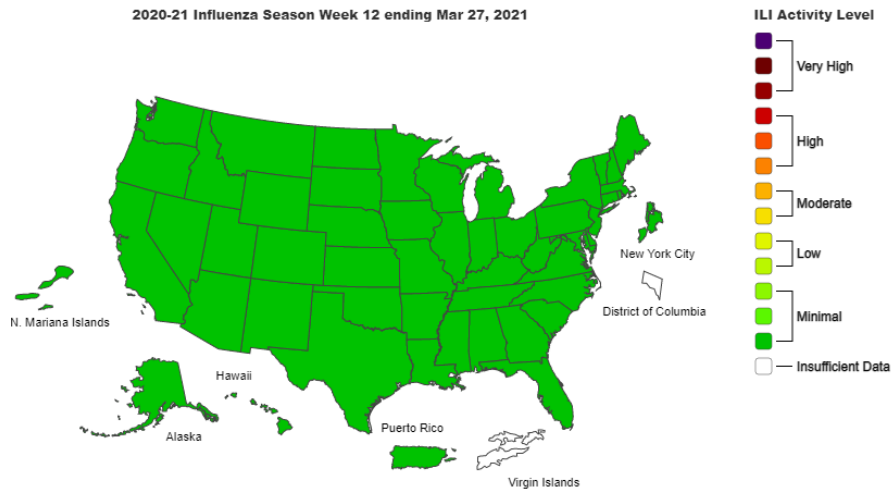 2020-21 Influenza Season Week 12 ending Mar 27, 2021
ILI Activity Level
Very High
High
Moderate
Low
Minimal
Insufficient Data
New York City
District of Columbia
N. Mariana Islands
Hawaii
Alaska
Puerto Rico
Virgin Islands